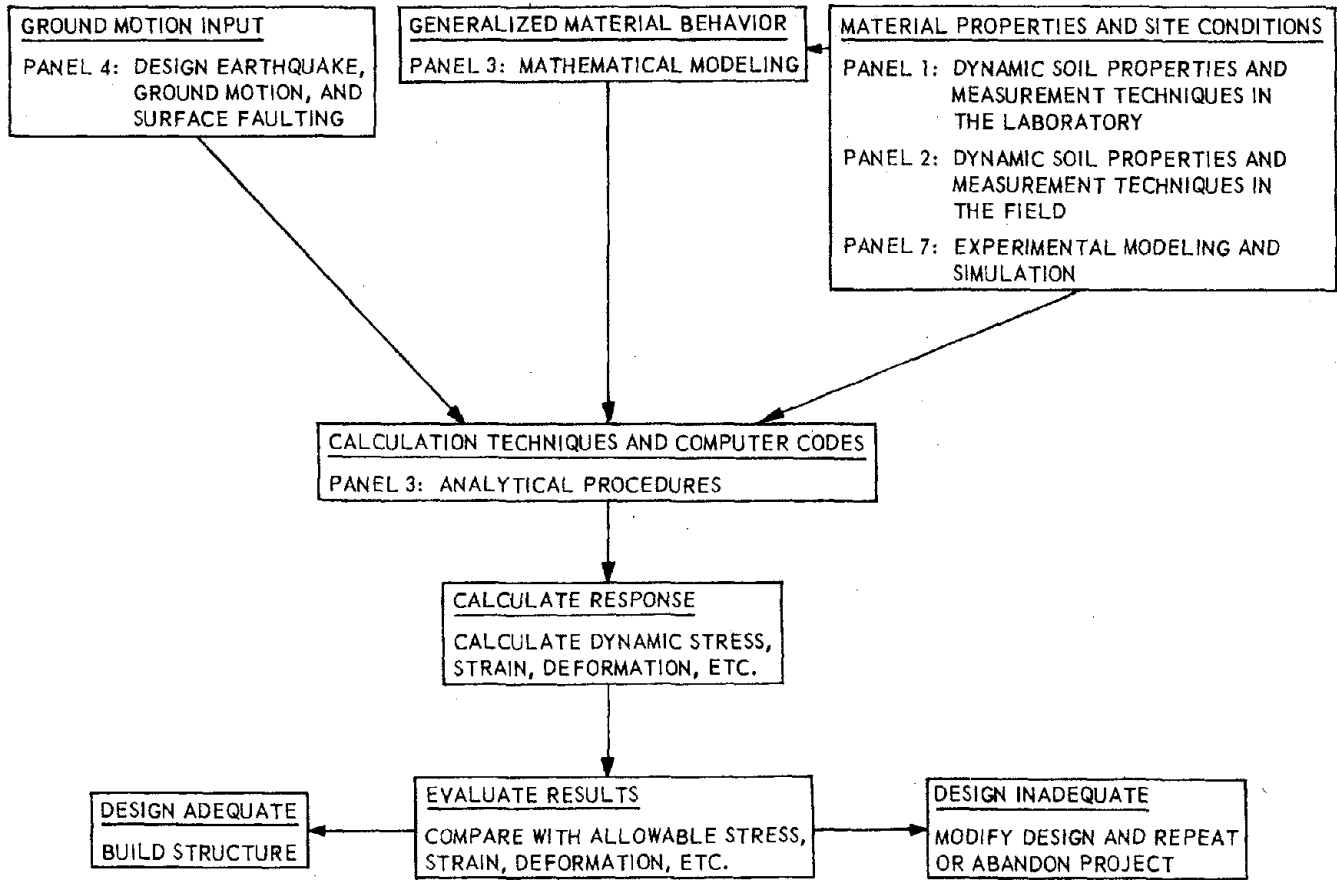 GROUND MOTION INPUT
PANEL 4: DESIGN EARTHQUAKE,
GROUND MOTION, AND
SURFACE FAULTING
GENERALIZED MATERIAL BEHAVIOR
PANEL 3: MATHEMATICAL MODELING
MATERIAL PROPERTIES AND SITE CONDITIONS
PANEL 1: DYNAMIC SOIL PROPERTIES AND
MEASUREMENT TECHNIQUES IN
THE LABORATORY
PANEL 2: DYNAMIC SOIL PROPERTIES AND
MEASUREMENT TECHNIQUES IN
THE FIELD
PANEL 7: EXPERIMENTAL MODELING AND
SIMULATION
CALCULATION TECHNIQUES AND COMPUTER CODES
PANEL 3: ANALYTICAL PROCEDURES
CALCULATE RESPONSE
CALCULATE DYNAMIC STRESS,
STRAIN, DEFORMATION, ETC.
DESIGN ADEQUATE
BUILD STRUCTURE
EVALUATE RESULTS
COMPARE WITH ALLOWABLE STRESS,
STRAIN, DEFORMATION, ETC.
DESIGN INADEQUATE
MODIFY DESIGN AND REPEAT
OR ABANDON PROJECT